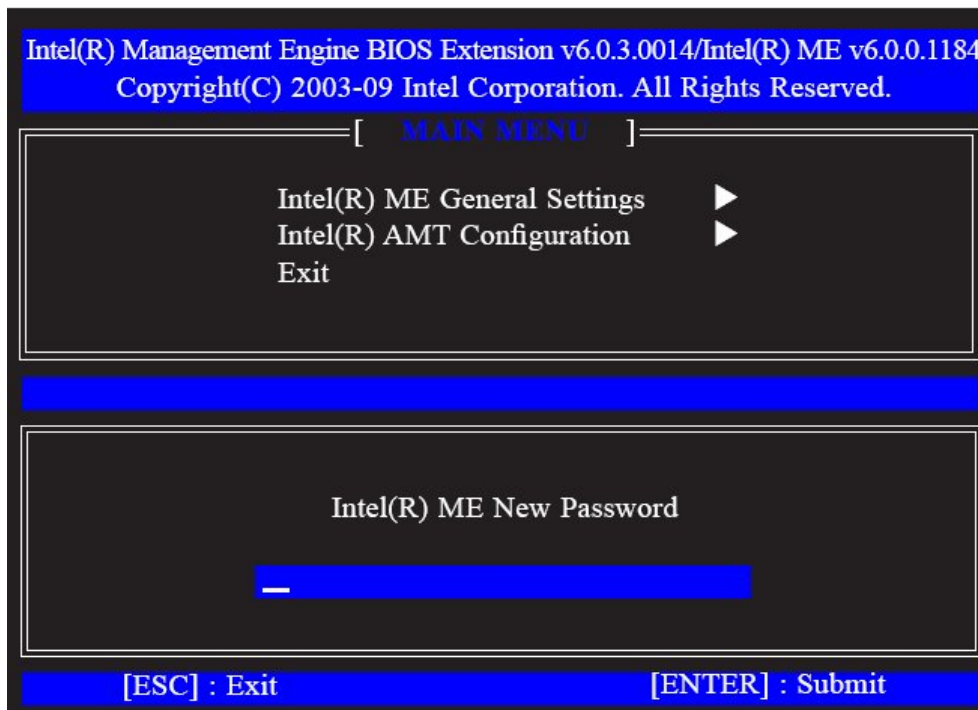 Intel(R) Management Engine BIOS Extension v6.0.3.0014/Intel(R) ME v6.0.0.1184
Copyright(C) 2003-09 Intel Corporation. All Rights Reserved.
[ MAIN MENU ]
Intel(R) ME General Settings ▶
Intel(R) AMT Configuration ▶
Exit
Intel(R) ME New Password
[ESC] : Exit [ENTER] : Submit